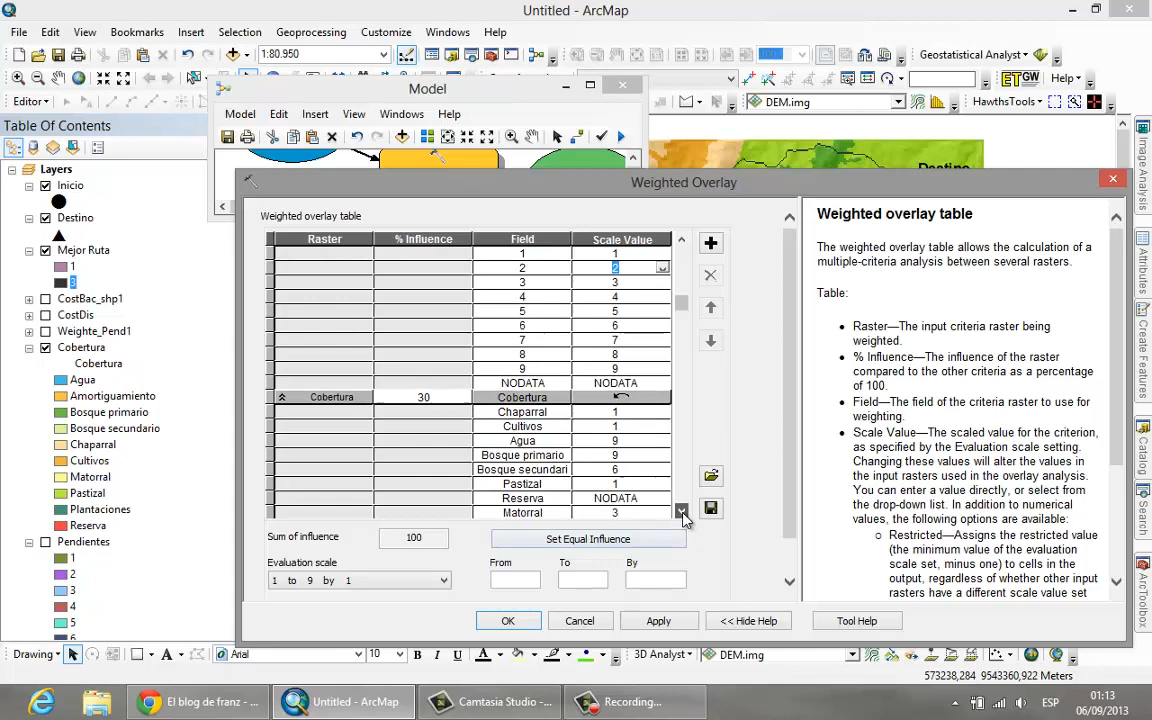 Untitled - ArcMap
File Edit View Bookmarks Insert Selection Geoprocessing Customize Windows Help
1:80.950
Geostatistical Analyst
Help
Editor
DEM.img
HawthsTools
Table Of Contents
Layers
Inicio
Destino
Mejor Ruta
1
3
CostBac_shp1
CostDis
Weighte_Pend1
Cobertura
Cobertura
Agua
Amortiguamiento
Bosque primario
Bosque secundario
Chaparral
Cultivos
Matorral
Pastizal
Plantaciones
Reserva
Pendientes
1
2
3
4
5
6
Model
Model Edit Insert View Windows Help
Destino
Weighted Overlay
Weighted overlay table
Raster % Influence Field Scale Value
1 1
2 2
3 3
4 4
5 5
6 6
7 7
8 8
9 9
NODATA NODATA
Cobertura 30 Cobertura
Chaparral 1
Cultivos 1
Agua 9
Bosque primario 9
Bosque secundari 6
Pastizal 1
Reserva NODATA
Matorral 3
Sum of influence 100 Set Equal Influence
Evaluation scale From To By
1 to 9 by 1
OK Cancel Apply << Hide Help Tool Help
Weighted overlay table
The weighted overlay table allows the calculation of a
multiple-criteria analysis between several rasters.
Table:
• Raster—The input criteria raster being
weighted.
• % Influence—The influence of the raster
compared to the other criteria as a percentage
of 100.
• Field—The field of the criteria raster to use for
weighting.
• Scale Value—The scaled value for the criterion,
as specified by the Evaluation scale setting.
Changing these values will alter the values in
the input rasters used in the overlay analysis.
You can enter a value directly, or select from
the drop-down list. In addition to numerical
values, the following options are available:
Restricted—Assigns the restricted value
(the minimum value of the evaluation
scale set, minus one) to cells in the
output, regardless of whether other input
rasters have a different scale value set
Image Analysis
Attributes
Create Features
Catalog
ArcToolbox
Drawing Arial 10 B I U A 3D Analyst DEM.img
573238,284 9543360,922 Meters
El blog de franz - ... Untitled - ArcMap Camtasia Studio -... Recording...
ESP
01:13
06/09/2013